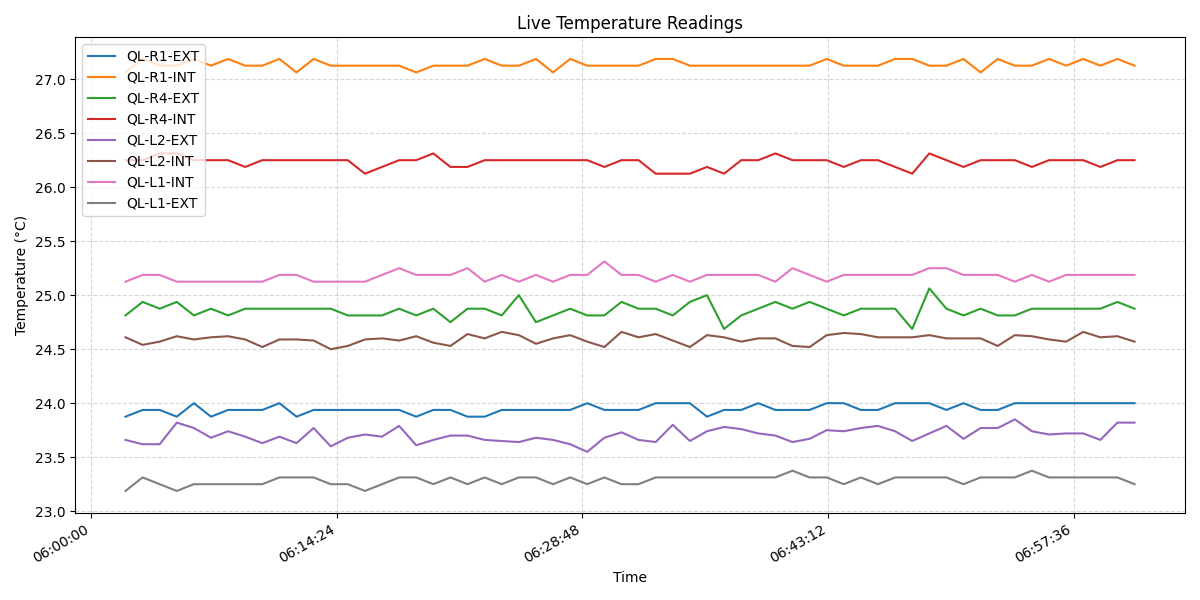 Live Temperature Readings
QL-R1-EXT
QL-R1-INT
QL-R4-EXT
QL-R4-INT
QL-L2-EXT
QL-L2-INT
QL-L1-INT
QL-L1-EXT
Temperature (°C)
27.0
26.5
26.0
25.5
25.0
24.5
24.0
23.5
23.0
06:00:00
06:14:24
06:28:48
06:43:12
06:57:36
Time